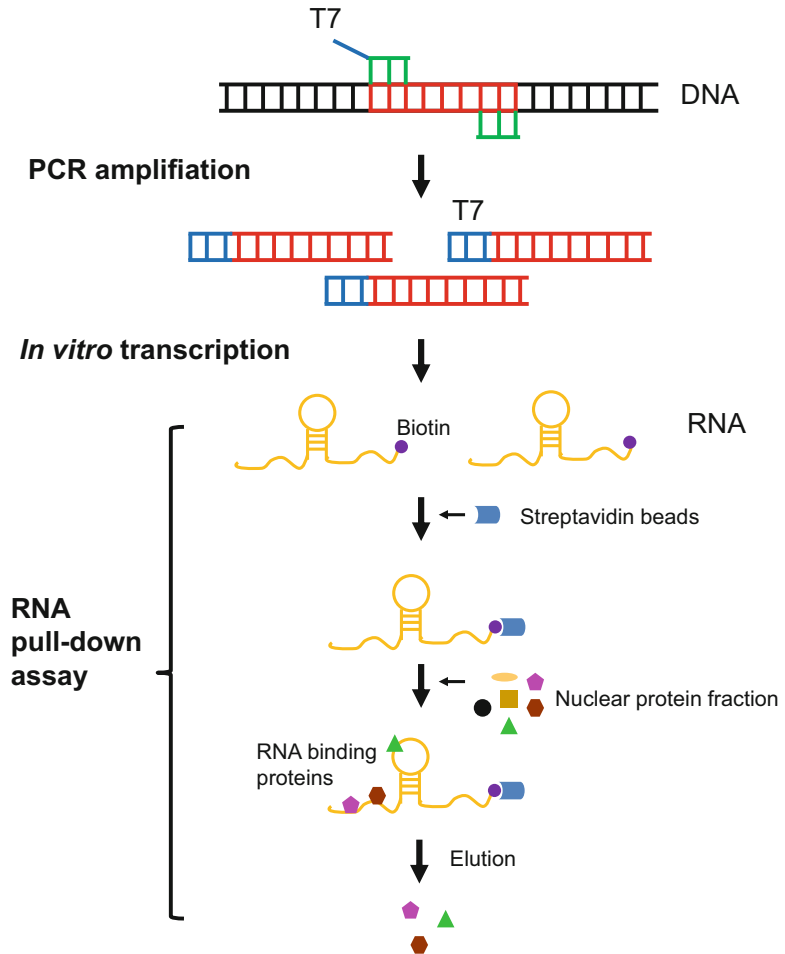 T7
DNA
PCR amplifiation
T7
In vitro transcription
Biotin
RNA
Streptavidin beads
RNA
pull-down
assay
Nuclear protein fraction
RNA binding
proteins
Elution